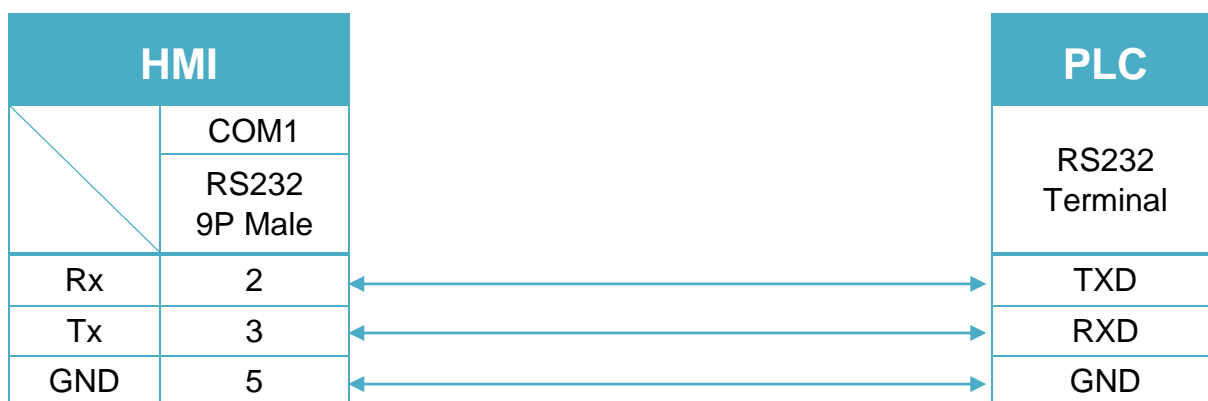 HMI
PLC
COM1
RS232
9P Male
RS232
Terminal
Rx 2 TXD
Tx 3 RXD
GND 5 GND